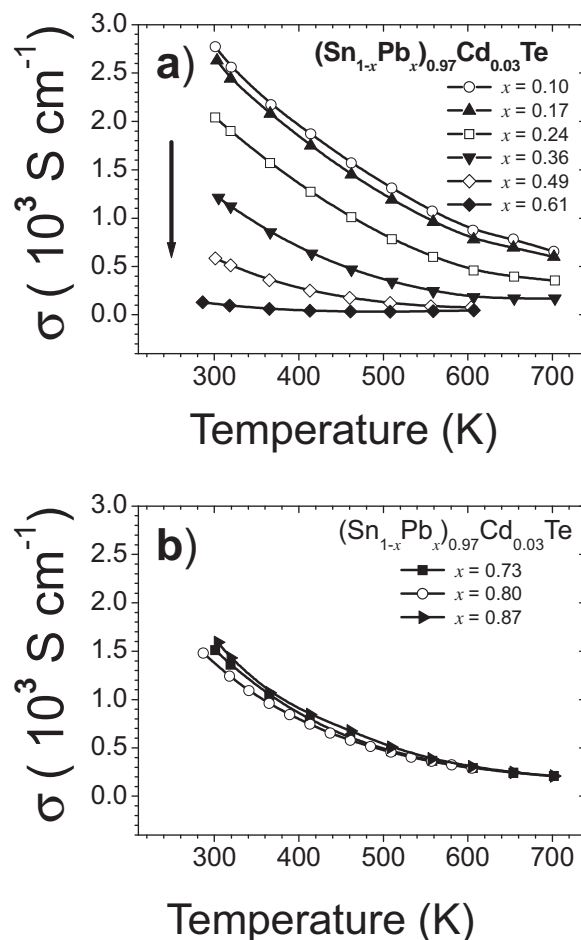 a)
(Sn1-xPbx)0.97Cd0.03Te
x = 0.10
x = 0.17
x = 0.24
x = 0.36
x = 0.49
x = 0.61
3.0
2.5
2.0
1.5
1.0
0.5
0.0
σ ( 10³ S cm⁻¹)
300 400 500 600 700
Temperature (K)
b)
(Sn1-xPbx)0.97Cd0.03Te
x = 0.73
x = 0.80
x = 0.87
3.0
2.5
2.0
1.5
1.0
0.5
0.0
σ ( 10³ S cm⁻¹)
300 400 500 600 700
Temperature (K)